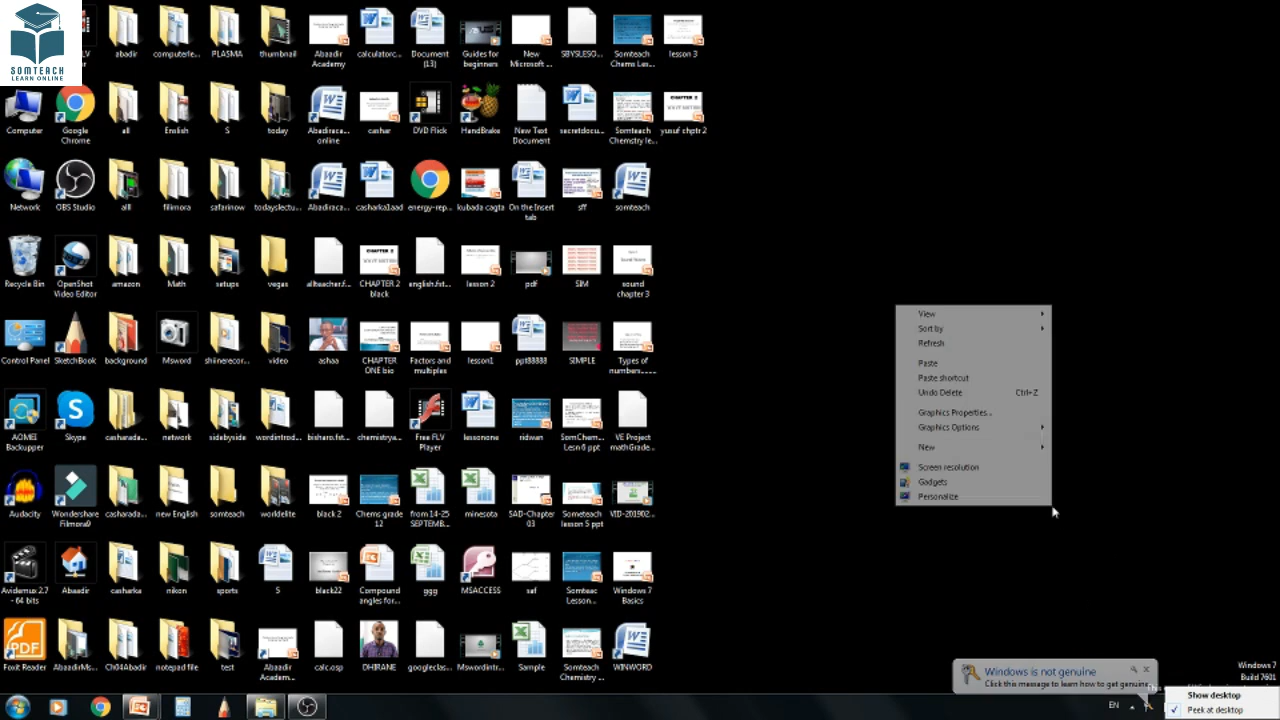 SOMTEACH
LEARN ONLINE
abadir
computerle...
PLASMA
thumbnail
Abaadir
Academy
calculatorc...
Document
(13)
Guides for
beginners
New
Microsoft ...
SBYSLESO...
Somteach
Chems Les...
lesson 3
Computer
Google
Chrome
all
English
S
today
Abadiraca...
online
cashar
DVD Flick
HandBrake
New Text
Document
secretdocu...
Somteach
Chemistry le...
yusuf chptr 2
Network
OBS Studio
alll
filimora
safarinow
todayslectu...
Abadiraca...
casharka1aad
energy-rep...
kubada cagta
On the Insert
tab
sff
somteach
Recycle Bin
OpenShot
Video Editor
amazon
Math
setups
vegas
allteacher.f...
CHAPTER 2
black
english.fst...
lesson 2
pdf
SIM
sound
chapter 3
Control Panel
SketchBook
background
Msword
shiinerecor...
video
ashaa
CHAPTER
ONE bio
Factors and
multiples
lesson1
ppt88888
SIMPLE
Types of
numbers......
AOMEI
Backupper
Skype
casharada...
network
sidebyside
wordintrod...
bisharo.fst...
chemistrya...
Free FLV
Player
lessonone
ridwan
SomChem...
Lesn 6 ppt
VE Project
mathGrade...
Audacity
Wondershare
Filmora9
casharada...
new English
somteach
worldelite
black 2
Chems grade
12
from 14-25
SEPTEMB...
minesota
SAD-Chapter
03
Someteach
lesson 5 ppt
VID-201902...
Avidemux 2.7
- 64 bits
Abaadir
casharka
nikon
sports
5
black22
Compound
angles for...
ggg
MSACCESS
saf
Somteac
Lesson...
Windows 7
Basics
Foxit Reader
AbaadirMs...
Ch04Abadir
notepad file
test
Abaadir
Academ...
calc.osp
DHIRANE
googleclas...
Mswordintr...
Sample
Somteach
Chemistry ...
WINWORD
View
Sort by
Refresh
Paste
Paste shortcut
Undo Delete Ctrl+Z
Graphics Properties...
Graphics Options
New
Screen resolution
Gadgets
Personalize
Windows is not genuine
Click this message to learn how to get genuine.
Windows 7
Build 7601
EN
Show desktop
Peek at desktop